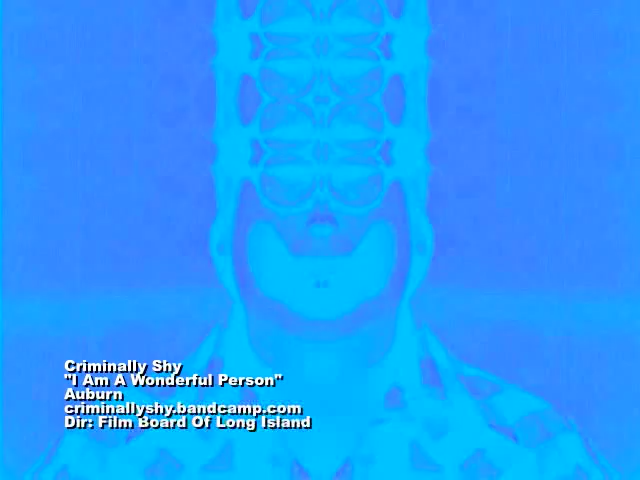 Criminally Shy
"I Am A Wonderful Person"
Auburn
criminallyshy.bandcamp.com
Dir: Film Board Of Long Island